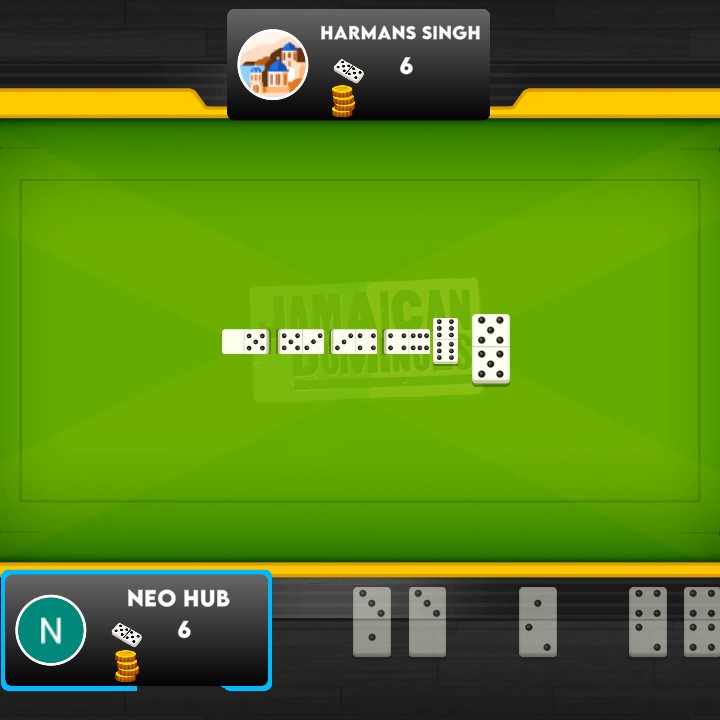 HARMANS SINGH
6
JAMAICAN
DOMINOES
NEO HUB
N
6